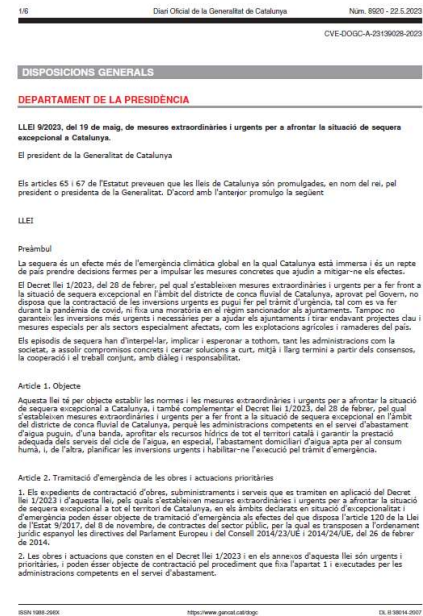 1/6 Diari Oficial de la Generalitat de Catalunya Núm. 8920 - 22.5.2023
CVE-DOGC-A-23139028-2023
DISPOSICIONS GENERALS
DEPARTAMENT DE LA PRESIDÈNCIA
LLEI 9/2023, del 19 de maig, de mesures extraordinàries i urgents per a afrontar la situació de sequera
excepcional a Catalunya.
El president de la Generalitat de Catalunya
Els articles 65 i 67 de l'Estatut preveuen que les lleis de Catalunya són promulgades, en nom del rei, pel
president o presidenta de la Generalitat. D'acord amb l'anterior promulgo la següent
LLEI
Preàmbul
La sequera és un efecte més de l'emergència climàtica global en la qual Catalunya està immersa i és un repte
de país prendre decisions fermes per a impulsar les mesures concretes que ajudin a mitigar-ne els efectes.
El Decret llei 1/2023, del 28 de febrer, pel qual s'estableixen mesures extraordinàries i urgents per a fer front a
la situació de sequera excepcional en l'àmbit del districte de conca fluvial de Catalunya, aprovat pel Govern, no
disposa que la contractació de les inversions urgents es pugui fer pel tràmit d'urgència, tal com es va fer
durant la pandèmia de covid, ni fixa una moratòria en el règim sancionador als ajuntaments. Tampoc no
garanteix les inversions més urgents i necessàries per a ajudar els ajuntaments i tirar endavant projectes clau i
mesures especials per als sectors especialment afectats, com les explotacions agrícoles i ramaderes del país.
Els episodis de sequera han d'interpel·lar, implicar i esperonar a tothom, tant les administracions com la
societat, a assolir compromisos concrets i cercar solucions a curt, mitjà i llarg termini a partir dels consensos,
la cooperació i el treball conjunt, amb diàleg i responsabilitat.
Article 1. Objecte
Aquesta llei té per objecte establir les normes i les mesures extraordinàries i urgents per a afrontar la situació
de sequera excepcional a Catalunya, i també complementar el Decret llei 1/2023, del 28 de febrer, pel qual
s'estableixen mesures extraordinàries i urgents per a fer front a la situació de sequera excepcional en l'àmbit
del districte de conca fluvial de Catalunya, perquè les administracions competents en el servei d'abastament
d'aigua puguin, d'una banda, aprofitar els recursos hídrics de tot el territori català i garantir la prestació
adequada dels serveis del cicle de l'aigua, en especial, l'abastament domiciliari d'aigua apta per al consum
humà, i, de l'altra, planificar les inversions urgents i habilitar-ne l'execució pel tràmit d'emergència.
Article 2. Tramitació d'emergència de les obres i actuacions prioritàries
1. Els expedients de contractació d'obres, subministraments i serveis que es tramiten en aplicació del Decret
llei 1/2023 i d'aquesta llei, pels quals s'estableixen mesures extraordinàries i urgents per a afrontar la situació
de sequera excepcional a tot el territori de Catalunya, en els àmbits declarats en situació d'excepcionalitat i
d'emergència poden ésser objecte de tramitació d'emergència als efectes del que disposa l'article 120 de la Llei
de l'Estat 9/2017, del 8 de novembre, de contractes del sector públic, per la qual es transposen a l'ordenament
jurídic espanyol les directives del Parlament Europeu i del Consell 2014/23/UE i 2014/24/UE, del 26 de febrer
de 2014.
2. Les obres i actuacions que consten en el Decret llei 1/2023 i en els annexos d'aquesta llei són urgents i
prioritàries, i poden ésser objecte de contractació pel procediment que fixa l'apartat 1 i executades per les
administracions competents en el servei d'abastament.
ISSN 1988-298X https://www.gencat.cat/dogc DL B 38014-2007